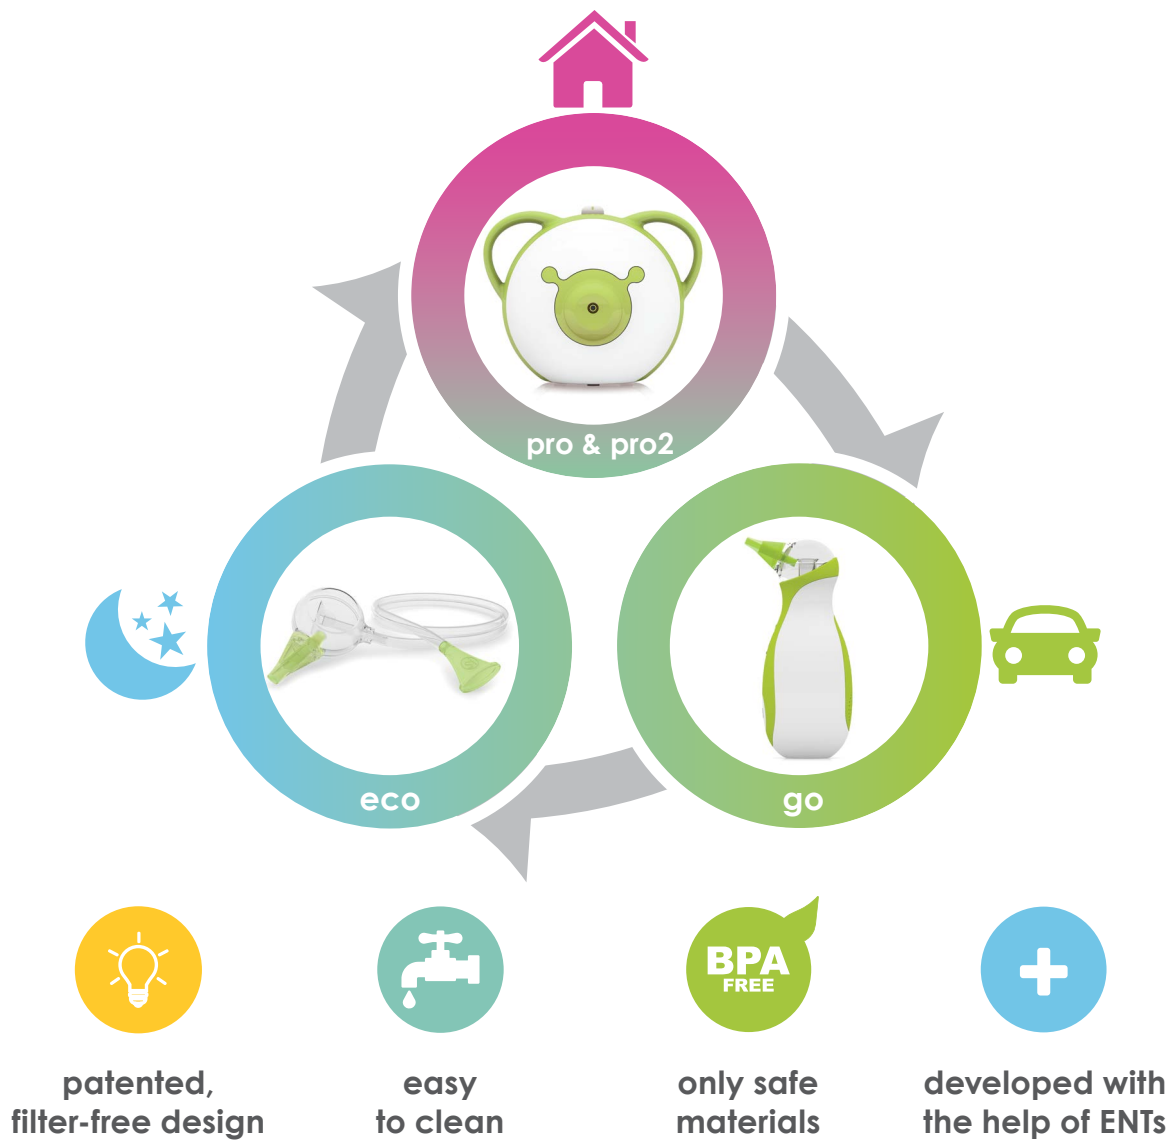 pro & pro2
eco
go
BPA
FREE
patented,
filter-free design
easy
to clean
only safe
materials
developed with
the help of ENTs